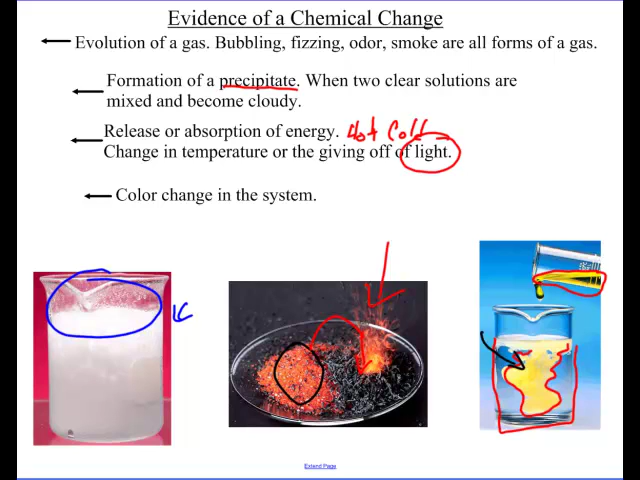 Evidence of a Chemical Change
Evolution of a gas. Bubbling, fizzing, odor, smoke are all forms of a gas.
Formation of a precipitate. When two clear solutions are
mixed and become cloudy.
Release or absorption of energy. Hot Cold
Change in temperature or the giving off of light.
Color change in the system.
Extend Page